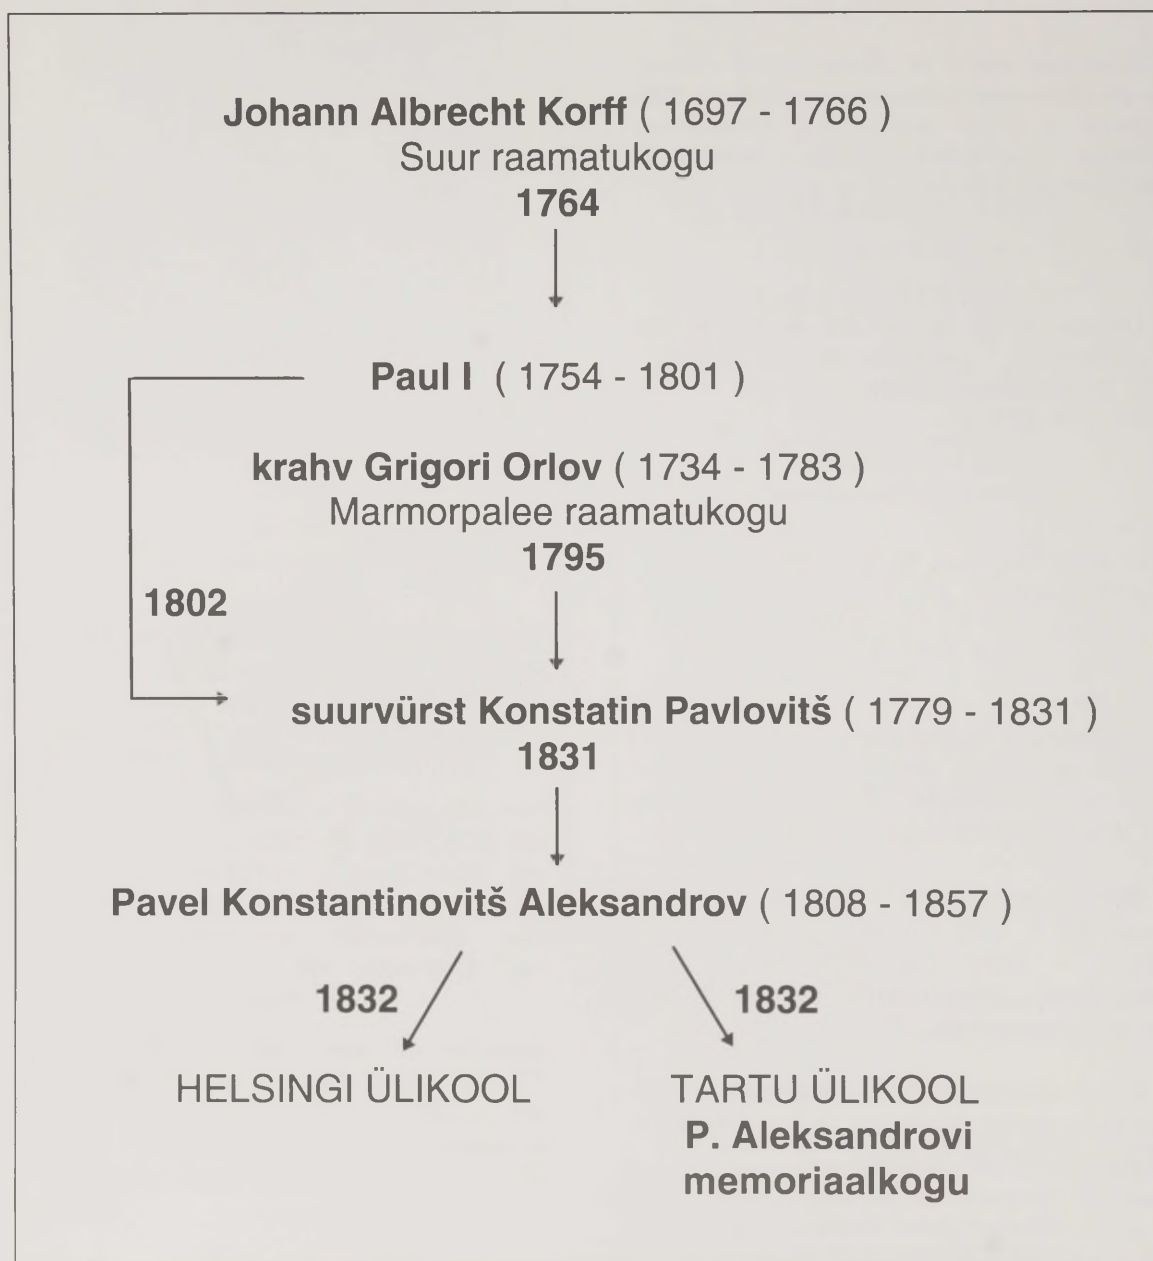 Johann Albrecht Korff ( 1697 - 1766 )
Suur raamatukogu
1764
Paul I ( 1754 - 1801 )
krahv Grigori Orlov ( 1734 - 1783 )
Marmorpalee raamatukogu
1795
1802
suurvürst Konstatin Pavlovitš ( 1779 - 1831 )
1831
Pavel Konstantinovitš Aleksandrov ( 1808 - 1857 )
1832 1832
HELSINGI ÜLIKOOL TARTU ÜLIKOOL
P. Aleksandrovi
memoriaalkogu